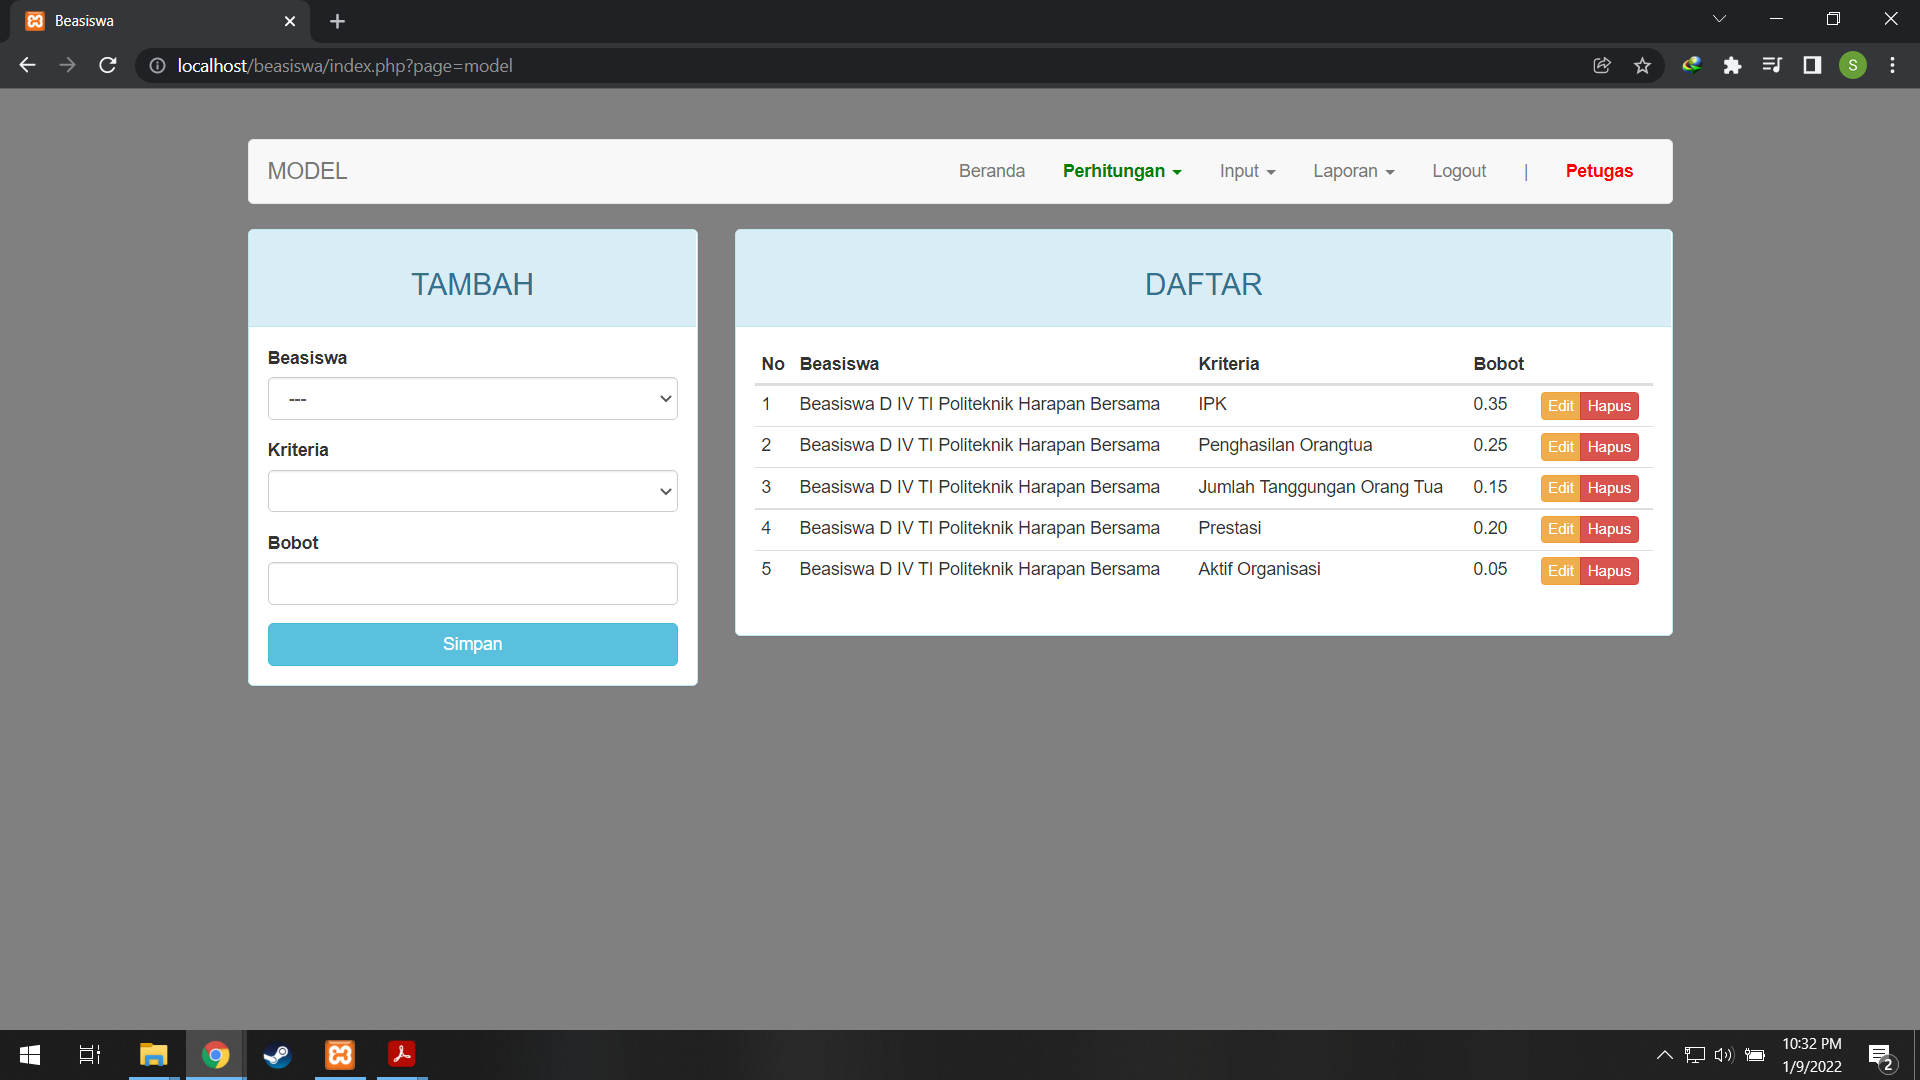 Beasiswa
localhost/beasiswa/index.php?page=model
S
MODEL Beranda Perhitungan Input Laporan Logout | Petugas
TAMBAH
Beasiswa
---
Kriteria
Bobot
Simpan
DAFTAR
No Beasiswa Kriteria Bobot
1 Beasiswa D IV TI Politeknik Harapan Bersama IPK 0.35 Edit Hapus
2 Beasiswa D IV TI Politeknik Harapan Bersama Penghasilan Orangtua 0.25 Edit Hapus
3 Beasiswa D IV TI Politeknik Harapan Bersama Jumlah Tanggungan Orang Tua 0.15 Edit Hapus
4 Beasiswa D IV TI Politeknik Harapan Bersama Prestasi 0.20 Edit Hapus
5 Beasiswa D IV TI Politeknik Harapan Bersama Aktif Organisasi 0.05 Edit Hapus
10:32 PM
1/9/2022
2